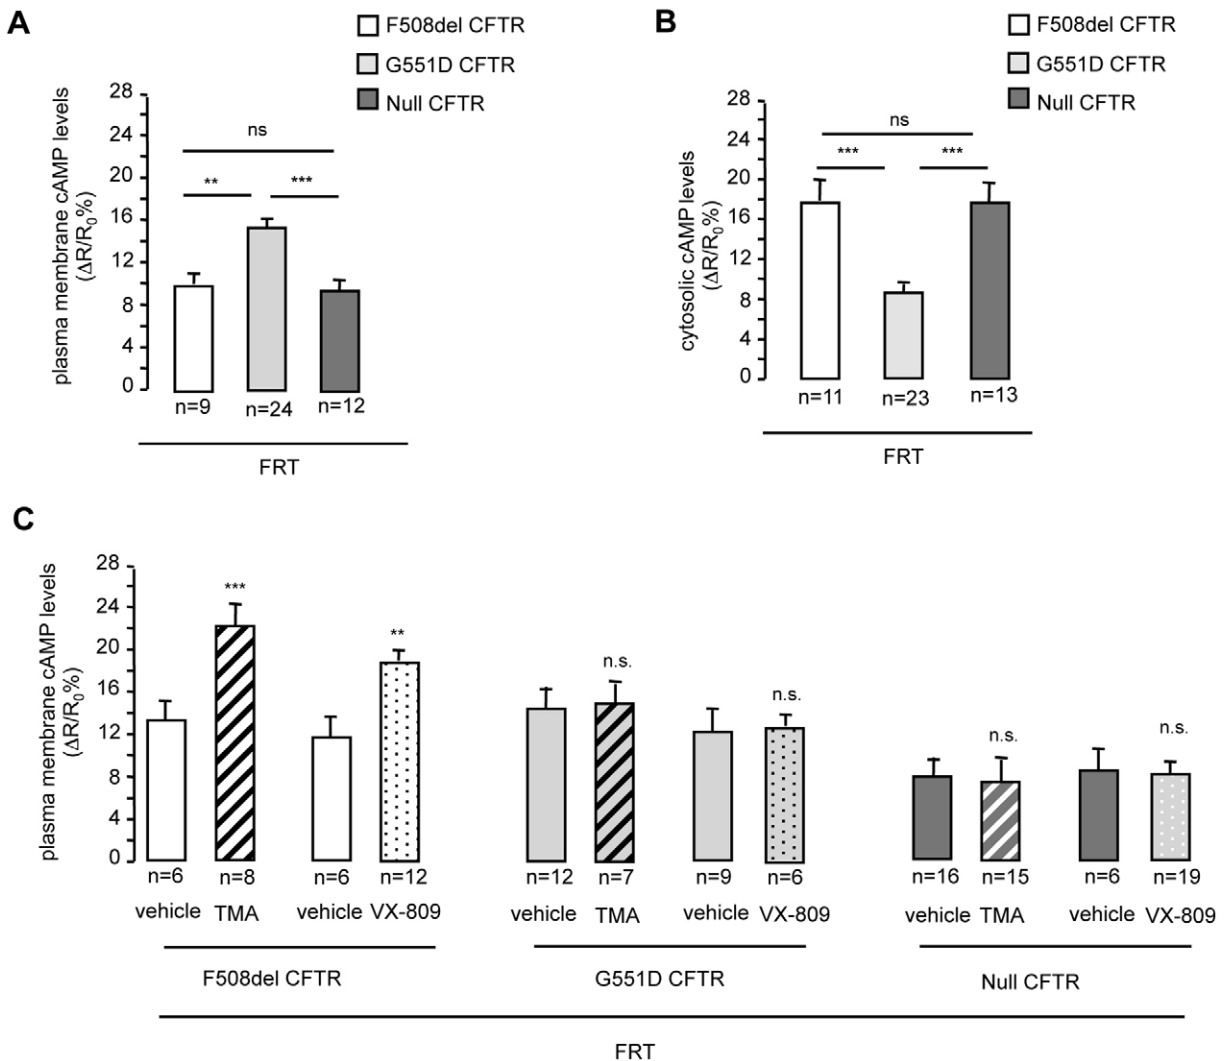 A
F508del CFTR
G551D CFTR
Null CFTR
plasma membrane cAMP levels
(ΔR/R0%)
28
24
20
16
12
8
4
0
ns
**
***
n=9
n=24
n=12
FRT
B
F508del CFTR
G551D CFTR
Null CFTR
cytosolic cAMP levels
(ΔR/R0%)
28
24
20
16
12
8
4
0
ns
***
***
n=11
n=23
n=13
FRT
C
plasma membrane cAMP levels
(ΔR/R0%)
28
24
20
16
12
8
4
0
***
**
n.s.
n.s.
n.s.
n.s.
n=6
n=8
n=6
n=12
n=12
n=7
n=9
n=6
n=16
n=15
n=6
n=19
vehicle
TMA
vehicle
VX-809
vehicle
TMA
vehicle
VX-809
vehicle
TMA
vehicle
VX-809
F508del CFTR
G551D CFTR
Null CFTR
FRT